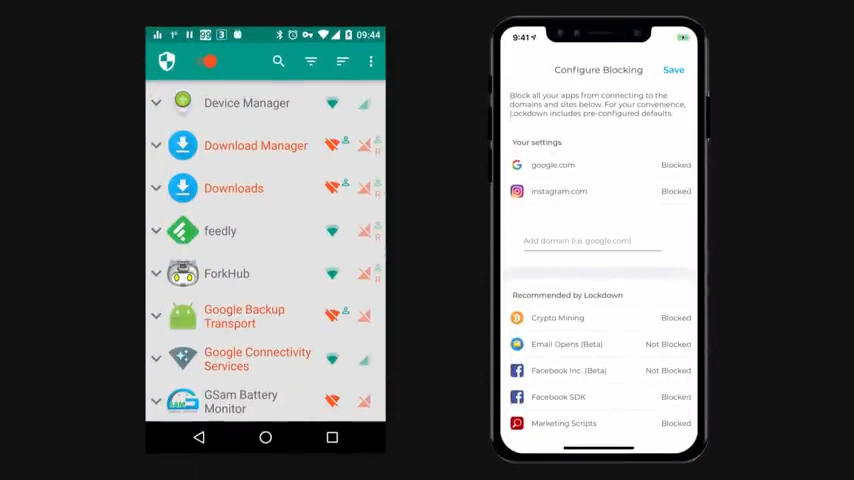 1° 99 3 09:44
Device Manager
Download Manager
R
Downloads
R
feedly
R
ForkHub
R
Google Backup
Transport
Google Connectivity
Services
GSam Battery
Monitor
9:41
Configure Blocking Save
Block all your apps from connecting to the
domains and sites below. For your convenience,
Lockdown includes pre-configured defaults.
Your settings
google.com Blocked
instagram.com Blocked
Add domain (i.e. google.com)
Recommended by Lockdown
Crypto Mining Blocked
Email Opens (Beta) Not Blocked
Facebook Inc. (Beta) Not Blocked
Facebook SDK Blocked
Marketing Scripts Blocked